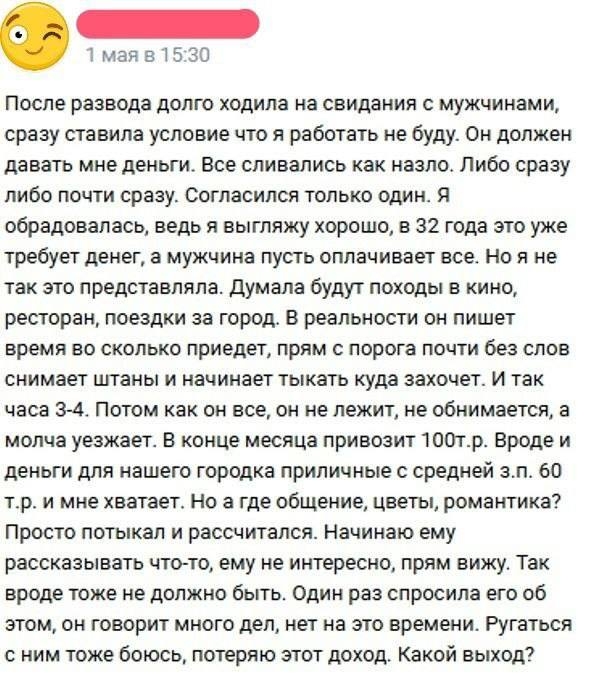 1 мая в 15:30
После развода долго ходила на свидания с мужчинами,
сразу ставила условие что я работать не буду. Он должен
давать мне деньги. Все сливались как назло. Либо сразу
либо почти сразу. Согласился только один. Я
обрадовалась, ведь я выгляжу хорошо, в 32 года это уже
требует денег, а мужчина пусть оплачивает все. Но я не
так это представляла. Думала будут походы в кино,
ресторан, поездки за город. В реальности он пишет
время во сколько приедет, прям с порога почти без слов
снимает штаны и начинает тыкать куда захочет. И так
часа 3-4. Потом как он все, он не лежит, не обнимается, а
молча уезжает. В конце месяца привозит 100т.р. Вроде и
деньги для нашего городка приличные с средней з.п. 60
т.р. и мне хватает. Но а где общение, цветы, романтика?
Просто потыкал и рассчитался. Начинаю ему
рассказывать что-то, ему не интересно, прям вижу. Так
вроде тоже не должно быть. Один раз спросила его об
этом, он говорит много дел, нет на это времени. Ругаться
с ним тоже боюсь, потеряю этот доход. Какой выход?